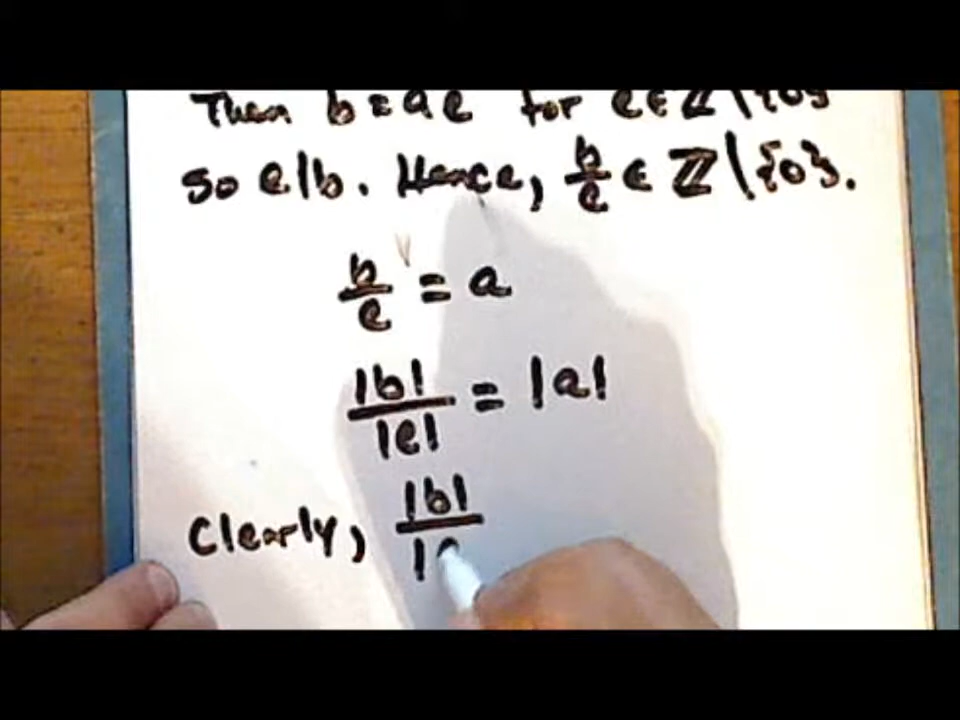 Then b = ae for e ∈ ℤ \ {0}
so e|b. Hence, b/e ∈ ℤ \ {0}.
b/e = a
|b|/|e| = |a|
Clearly, |b|/|e